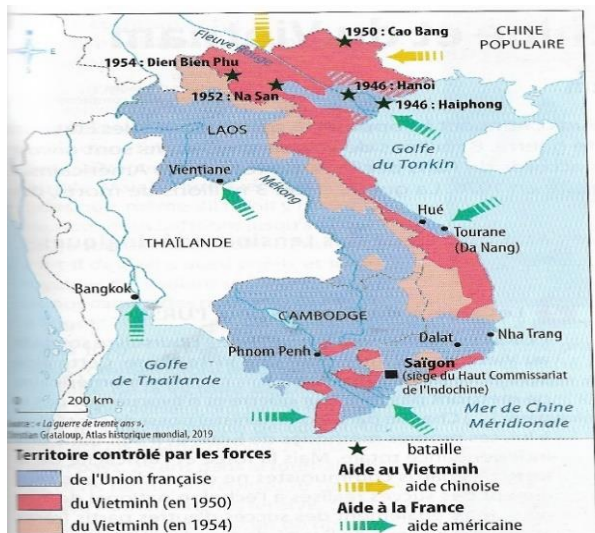 1950 : Cao Bang
CHINE
POPULAIRE
Fleuve Rouge
1954 : Dien Bien Phu
1952 : Na San
1946 : Hanoi
1946 : Haiphong
LAOS
Golfe
du Tonkin
Vientiane
Mékong
Hué
Tourane
(Da Nang)
THAÏLANDE
Bangkok
CAMBODGE
Dalat
Nha Trang
Phnom Penh
Saïgon
(siège du Haut Commissariat
de l'Indochine)
Golfe
de Thaïlande
Mer de Chine
Méridionale
200 km
E
« La guerre de trente ans »,
Grataloup, Atlas historique mondial, 2019
Territoire contrôlé par les forces
de l'Union française
du Vietminh (en 1950)
du Vietminh (en 1954)
bataille
Aide au Vietminh
aide chinoise
Aide à la France
aide américaine